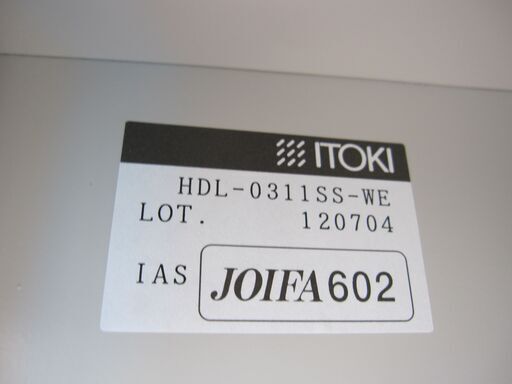 ITOKI
HDL-0311SS-WE
LOT. 120704
IAS JOIFA602